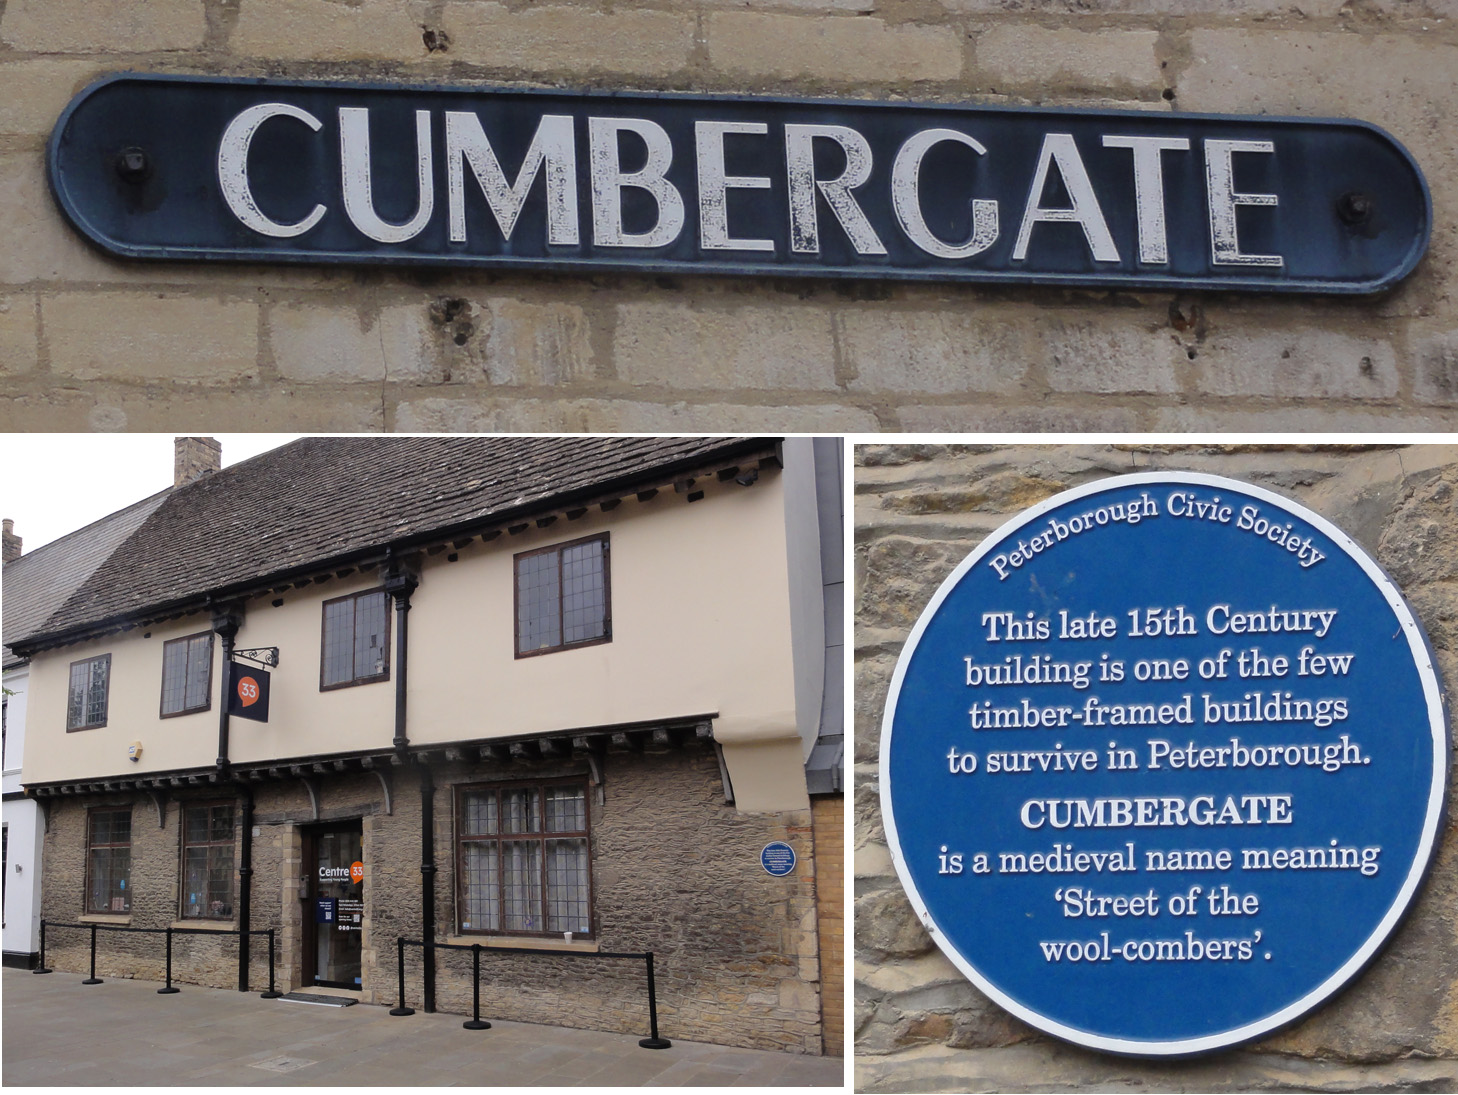 CUMBERGATE
33
Centre 33
Peterborough Civic Society
This late 15th Century
building is one of the few
timber-framed buildings
to survive in Peterborough.
CUMBERGATE
is a medieval name meaning
‘Street of the
wool-combers’.